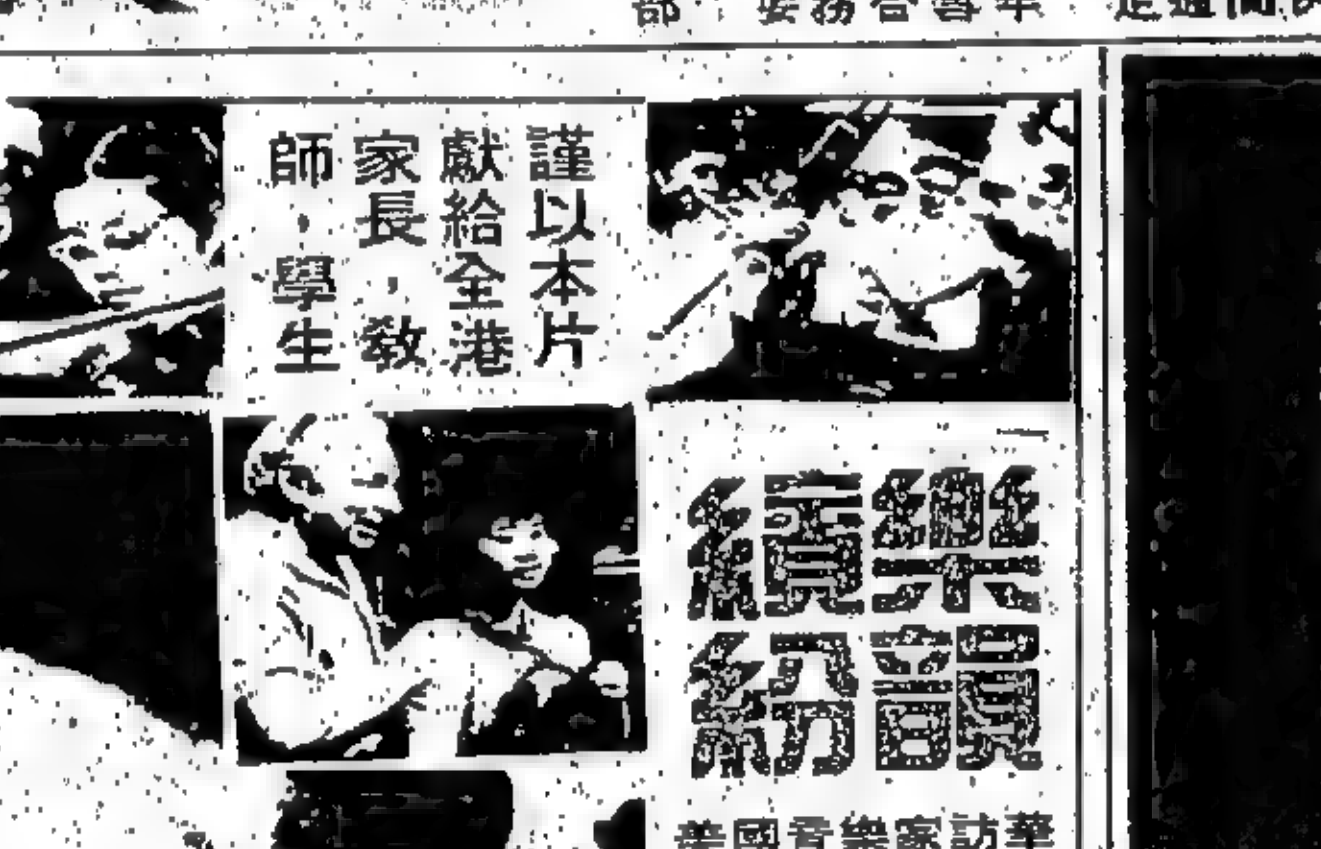 謹以本片
獻給全港
家長，教
師，學生
樂韻
繽紛
美國音樂家訪華